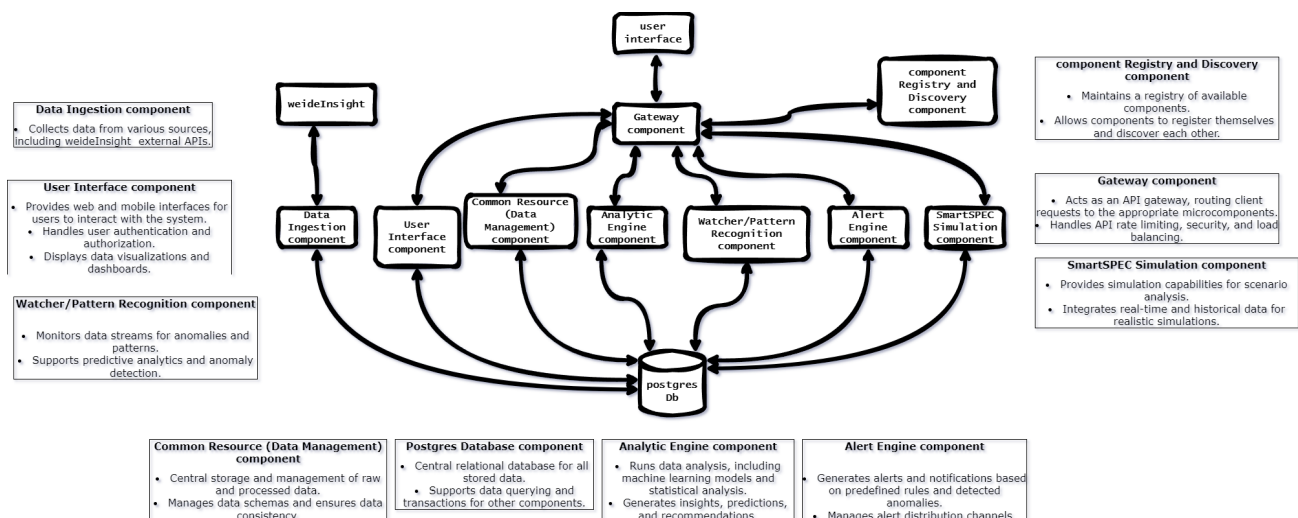 user
interface
weideInsight
component
Registry and
Discovery
component
Gateway
component
Data
Ingestion
component
User
Interface
component
Common Resource
(Data
Management)
component
Analytic
Engine
component
Watcher/Pattern
Recognition
component
Alert
Engine
component
SmartSPEC
Simulation
component
postgres
Db
Data Ingestion component
• Collects data from various sources,
including weideInsight external APIs.
User Interface component
• Provides web and mobile interfaces for
users to interact with the system.
• Handles user authentication and
authorization.
• Displays data visualizations and
dashboards.
Watcher/Pattern Recognition component
• Monitors data streams for anomalies and
patterns.
• Supports predictive analytics and anomaly
detection.
component Registry and Discovery
component
• Maintains a registry of available
components.
• Allows components to register themselves
and discover each other.
Gateway component
• Acts as an API gateway, routing client
requests to the appropriate microcomponents.
• Handles API rate limiting, security, and load
balancing.
SmartSPEC Simulation component
• Provides simulation capabilities for scenario
analysis.
• Integrates real-time and historical data for
realistic simulations.
Common Resource (Data Management)
component
• Central storage and management of raw
and processed data.
• Manages data schemas and ensures data
consistency.
Postgres Database component
• Central relational database for all
stored data.
• Supports data querying and
transactions for other components.
Analytic Engine component
• Runs data analysis, including
machine learning models and
statistical analysis.
• Generates insights, predictions,
and recommendations.
Alert Engine component
• Generates alerts and notifications based
on predefined rules and detected
anomalies.
• Manages alert distribution channels